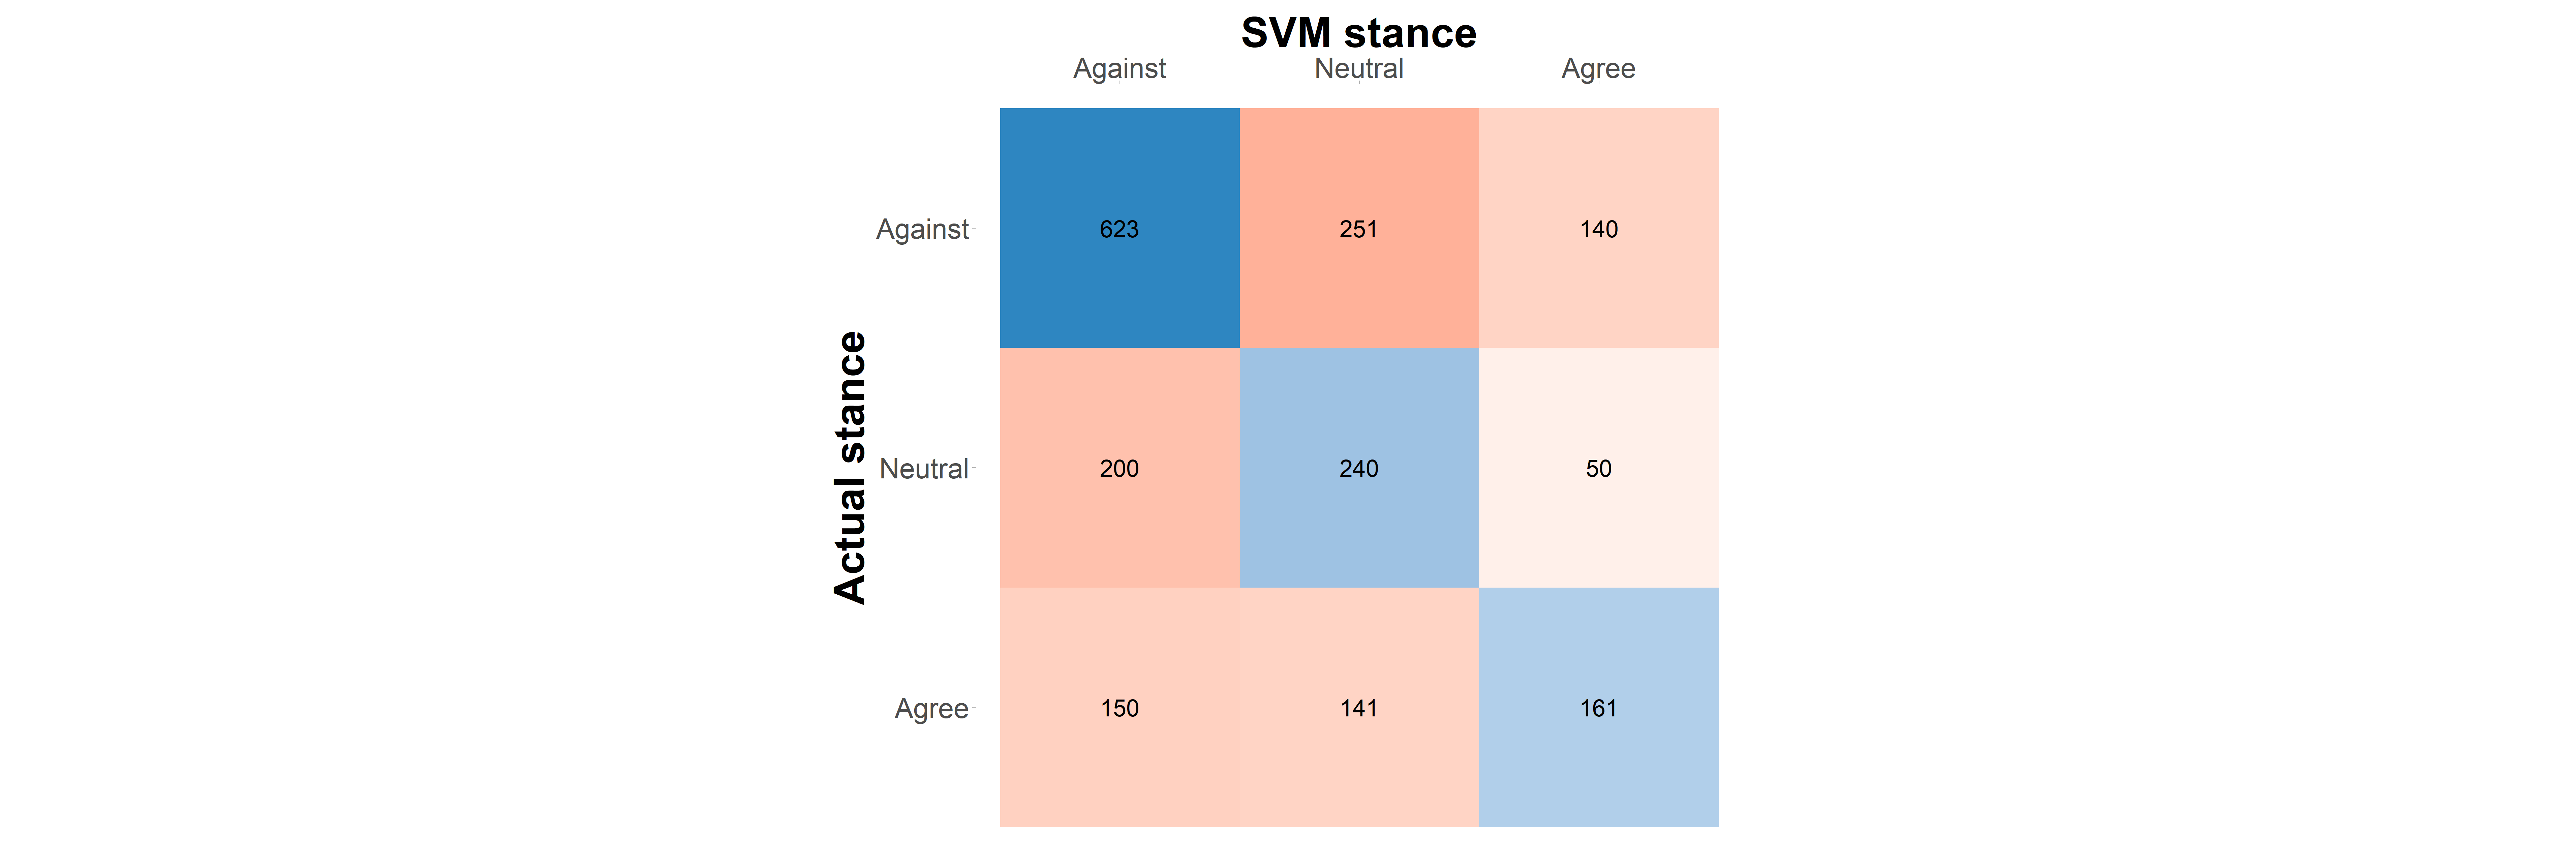 SVM stance
Against Neutral Agree
Actual stance
Against 623 251 140
Neutral 200 240 50
Agree 150 141 161